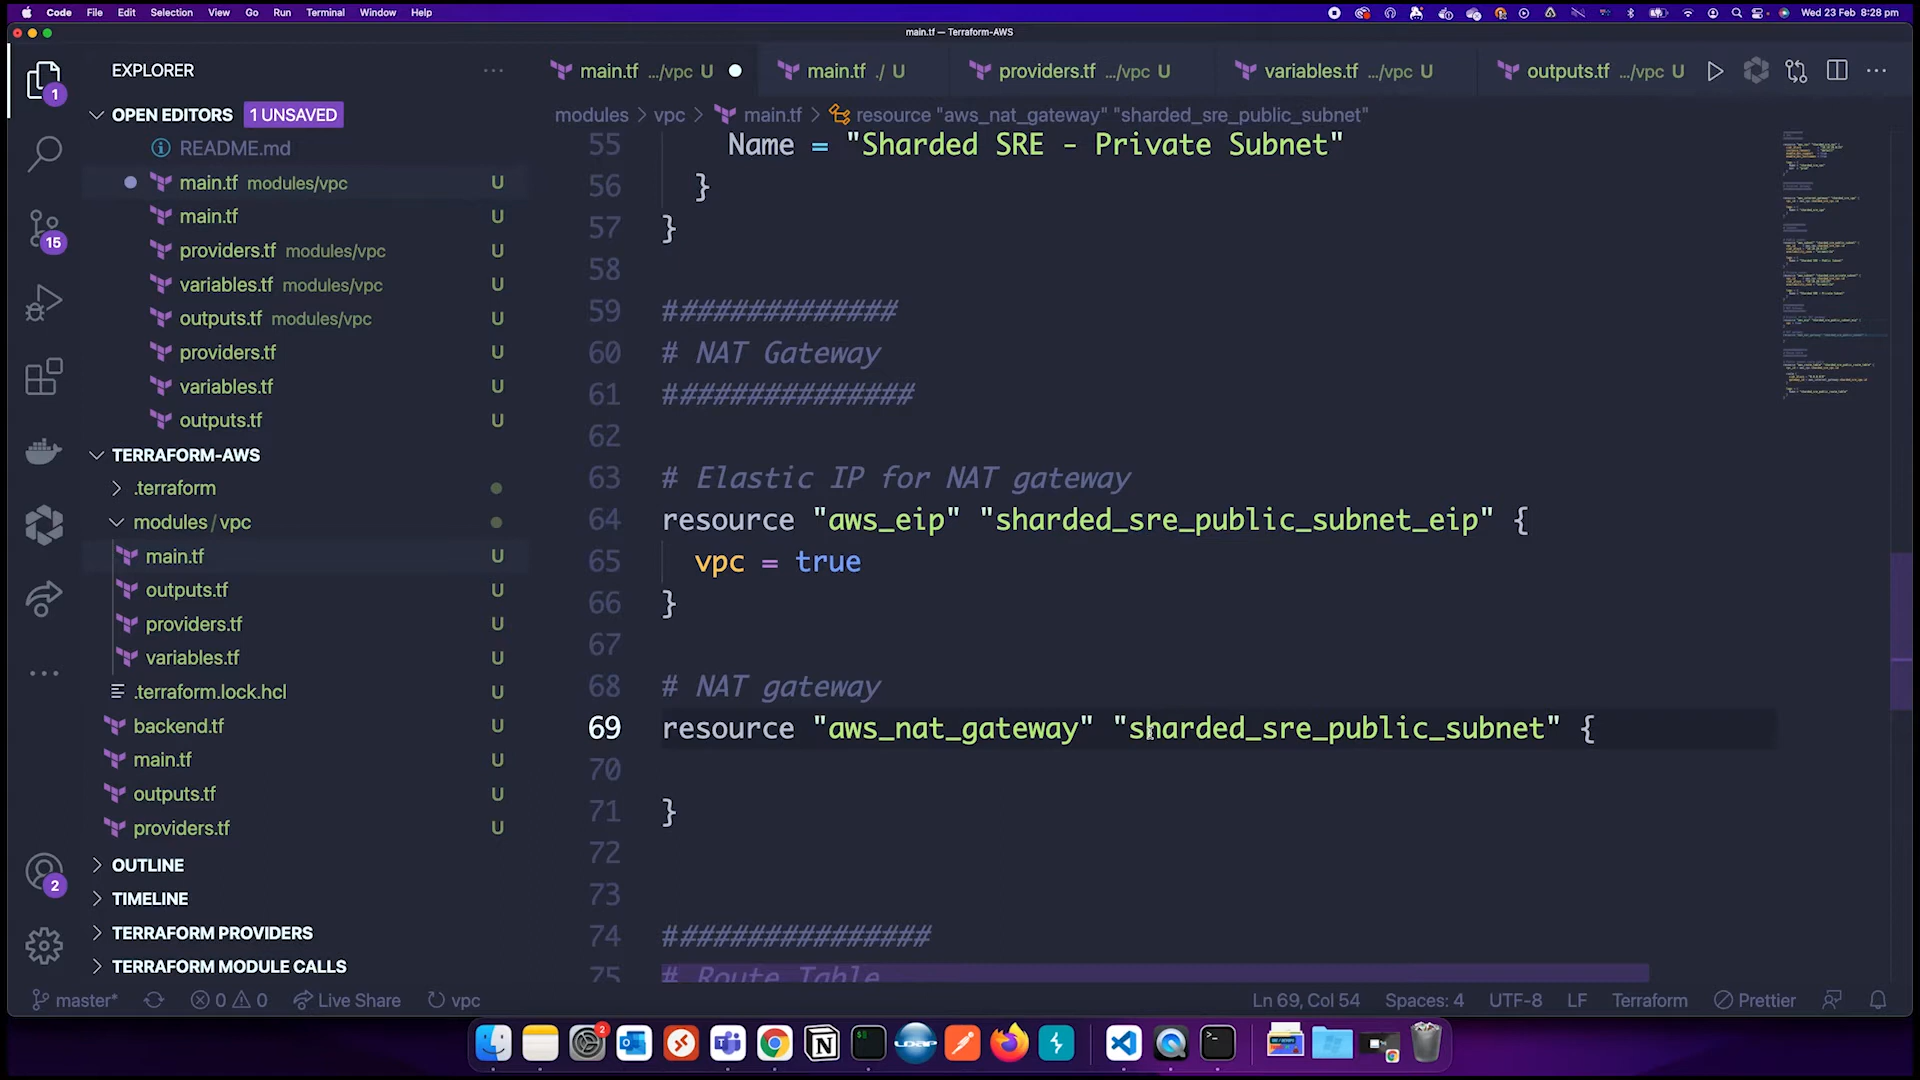 Code File Edit Selection View Go Run Terminal Window Help Wed 23 Feb 8:28 pm
main.tf — Terraform-AWS
EXPLORER
main.tf .../vpc U
main.tf ./ U
providers.tf .../vpc U
variables.tf .../vpc U
outputs.tf .../vpc U
1
OPEN EDITORS 1 UNSAVED
modules > vpc > main.tf > resource "aws_nat_gateway" "sharded_sre_public_subnet"
README.md
main.tf modules/vpc U
main.tf U
15
providers.tf modules/vpc U
variables.tf modules/vpc U
outputs.tf modules/vpc U
providers.tf U
variables.tf U
outputs.tf U
TERRAFORM-AWS
.terraform
modules / vpc
main.tf U
outputs.tf U
providers.tf U
variables.tf U
.terraform.lock.hcl U
backend.tf U
main.tf U
outputs.tf U
providers.tf U
2
OUTLINE
TIMELINE
TERRAFORM PROVIDERS
TERRAFORM MODULE CALLS
55 Name = "Sharded SRE - Private Subnet"
56 }
57 }
58
59 ##############
60 # NAT Gateway
61 ###############
62
63 # Elastic IP for NAT gateway
64 resource "aws_eip" "sharded_sre_public_subnet_eip" {
65 vpc = true
66 }
67
68 # NAT gateway
69 resource "aws_nat_gateway" "sharded_sre_public_subnet" {
70
71 }
72
73
74 ################
75 # Route Table
master* 0 0 Live Share vpc Ln 69, Col 54 Spaces: 4 UTF-8 LF Terraform Prettier
2